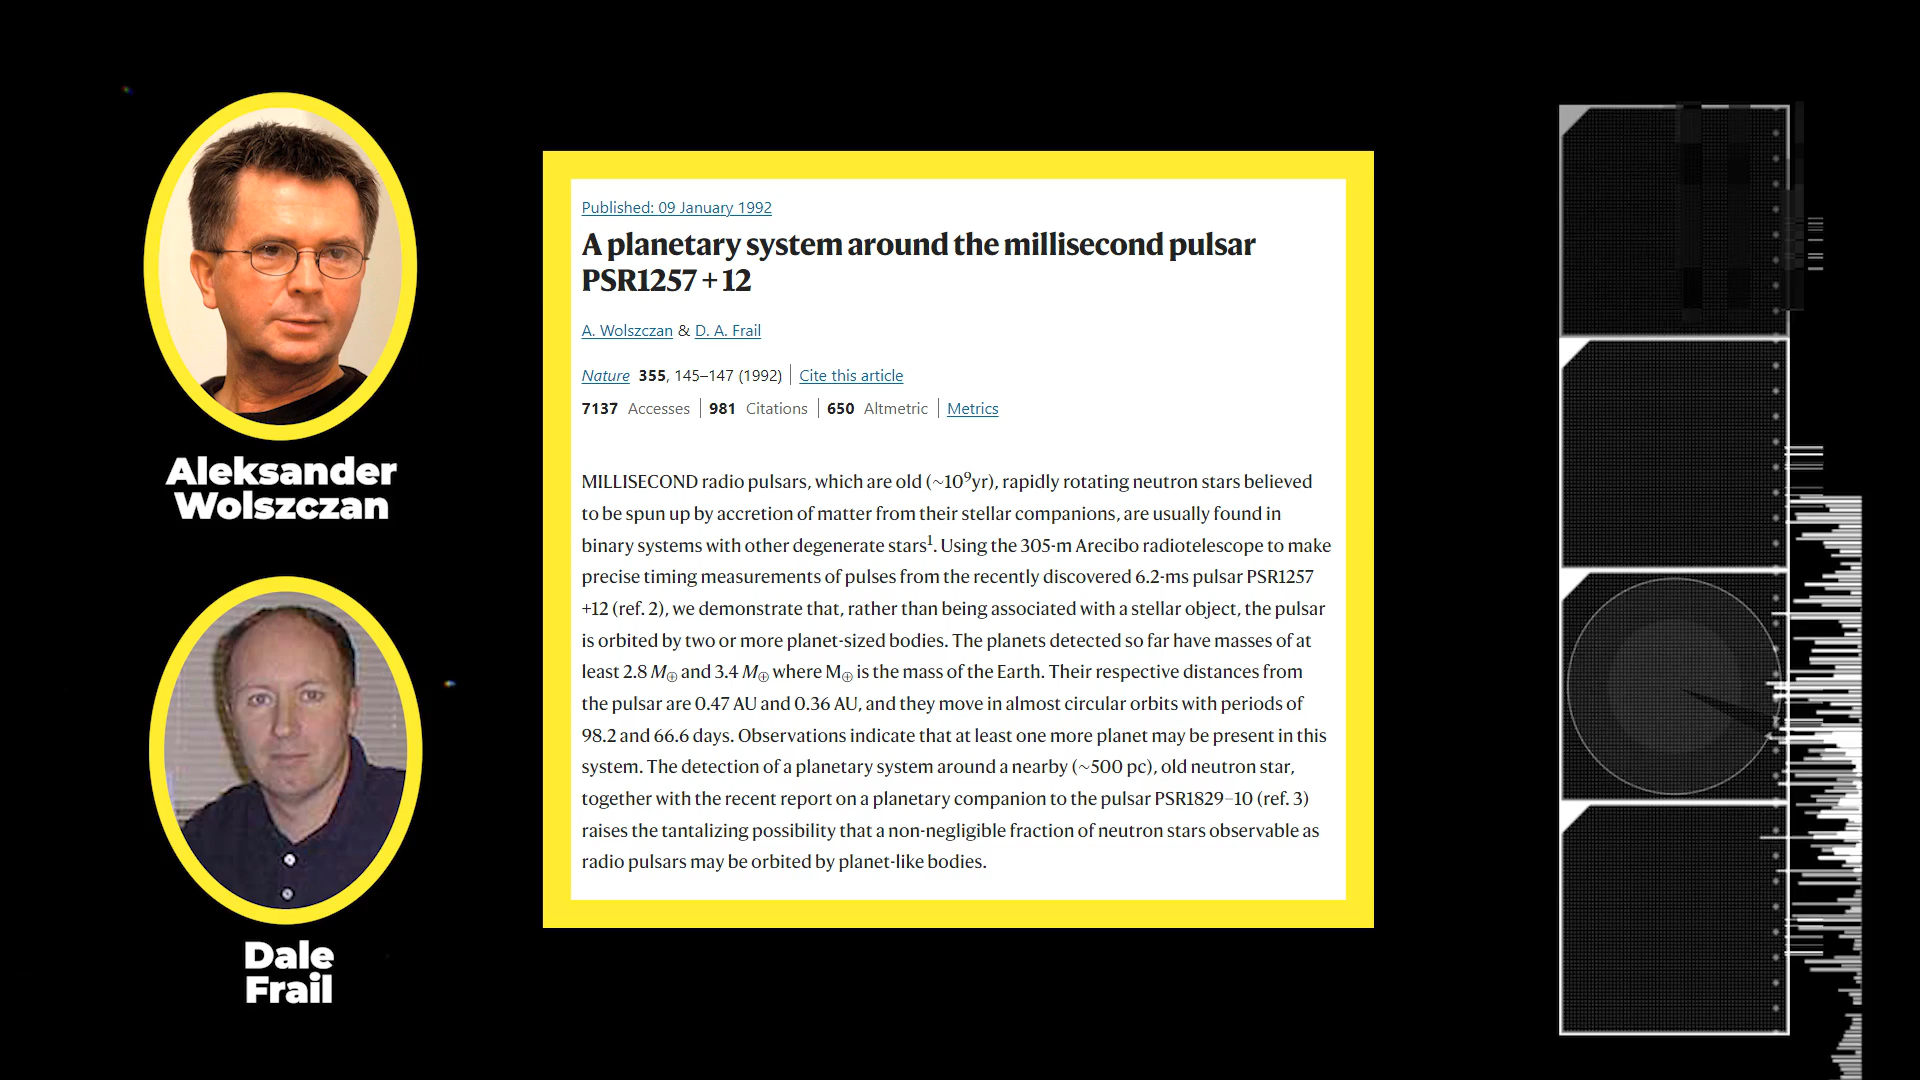 Aleksander
Wolszczan
Dale
Frail
Published: 09 January 1992
A planetary system around the millisecond pulsar
PSR1257 + 12
A. Wolszczan & D. A. Frail
Nature 355, 145–147 (1992) | Cite this article
7137 Accesses | 981 Citations | 650 Altmetric | Metrics
MILLISECOND radio pulsars, which are old (~10⁹yr), rapidly rotating neutron stars believed
to be spun up by accretion of matter from their stellar companions, are usually found in
binary systems with other degenerate stars¹. Using the 305-m Arecibo radiotelescope to make
precise timing measurements of pulses from the recently discovered 6.2-ms pulsar PSR1257
+12 (ref. 2), we demonstrate that, rather than being associated with a stellar object, the pulsar
is orbited by two or more planet-sized bodies. The planets detected so far have masses of at
least 2.8 M⊕ and 3.4 M⊕ where M⊕ is the mass of the Earth. Their respective distances from
the pulsar are 0.47 AU and 0.36 AU, and they move in almost circular orbits with periods of
98.2 and 66.6 days. Observations indicate that at least one more planet may be present in this
system. The detection of a planetary system around a nearby (~500 pc), old neutron star,
together with the recent report on a planetary companion to the pulsar PSR1829–10 (ref. 3)
raises the tantalizing possibility that a non-negligible fraction of neutron stars observable as
radio pulsars may be orbited by planet-like bodies.